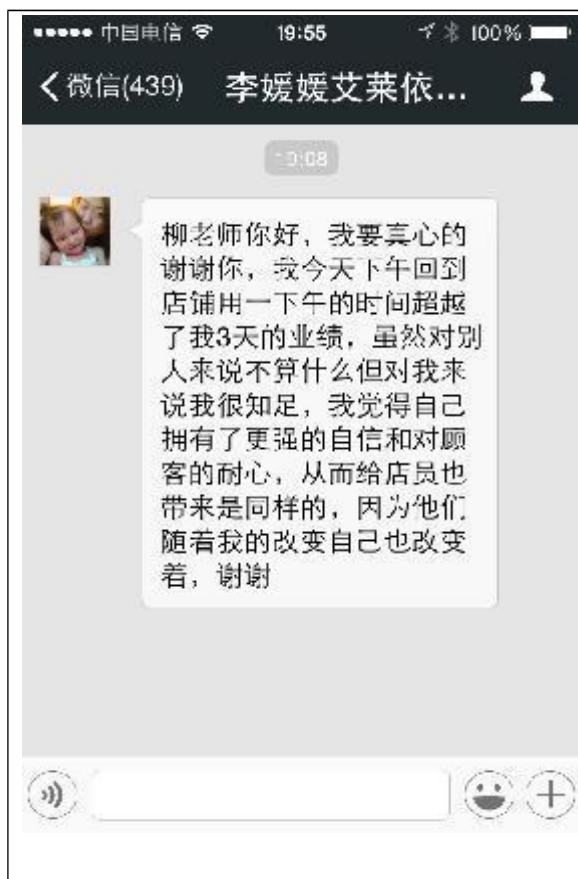 中国电信 19:55 100%
微信(439) 李媛媛艾莱依...
柳老师你好，我要真心的
谢谢你，我今天下午回到
店铺用一下午的时间超越
了我3天的业绩，虽然对别
人来说不算什么但对我来
说我很知足，我觉得自己
拥有了更强的自信和对顾
客的耐心，从而给店员也
带来是同样的，因为他们
随着我的改变自己也改变
着，谢谢